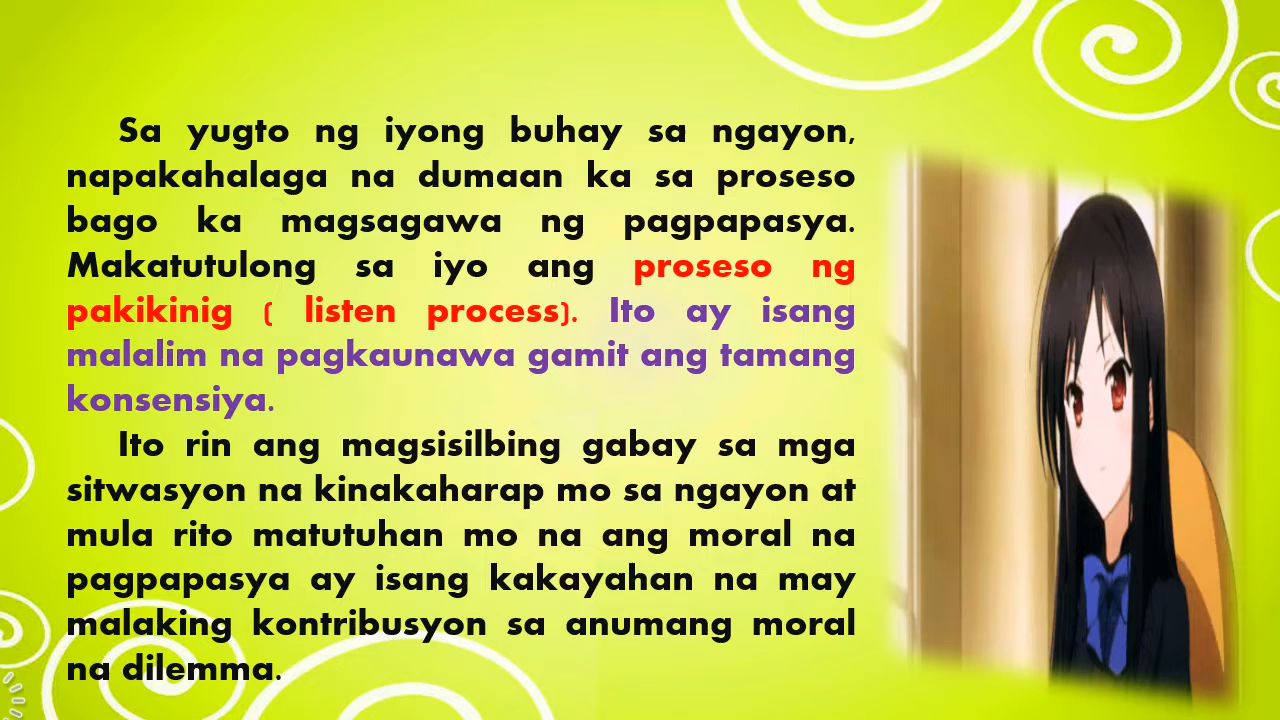 Sa yugto ng iyong buhay sa ngayon,
napakahalaga na dumaan ka sa proseso
bago ka magsagawa ng pagpapasya.
Makatutulong sa iyo ang proseso ng
pakikinig ( listen process). Ito ay isang
malalim na pagkaunawa gamit ang tamang
konsensiya.
Ito rin ang magsisilbing gabay sa mga
sitwasyon na kinakaharap mo sa ngayon at
mula rito matutuhan mo na ang moral na
pagpapasya ay isang kakayahan na may
malaking kontribusyon sa anumang moral
na dilemma.